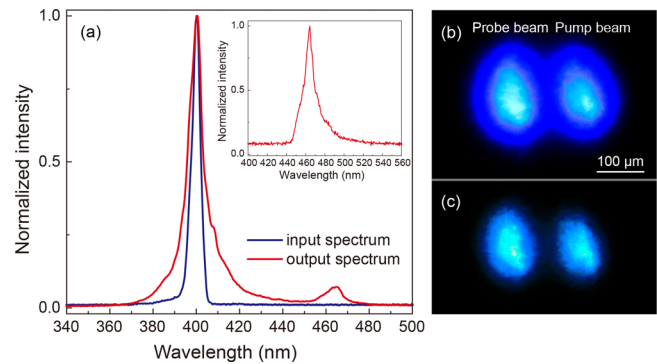 (a)
Normalized intensity
1.0
0.5
0.0
340 360 380 400 420 440 460 480 500
Wavelength (nm)
input spectrum
output spectrum
Normalized intensity
1.0
0.5
0.0
400 420 440 460 480 500 520 540 560
Wavelength (nm)
(b)
Probe beam Pump beam
100 μm
(c)